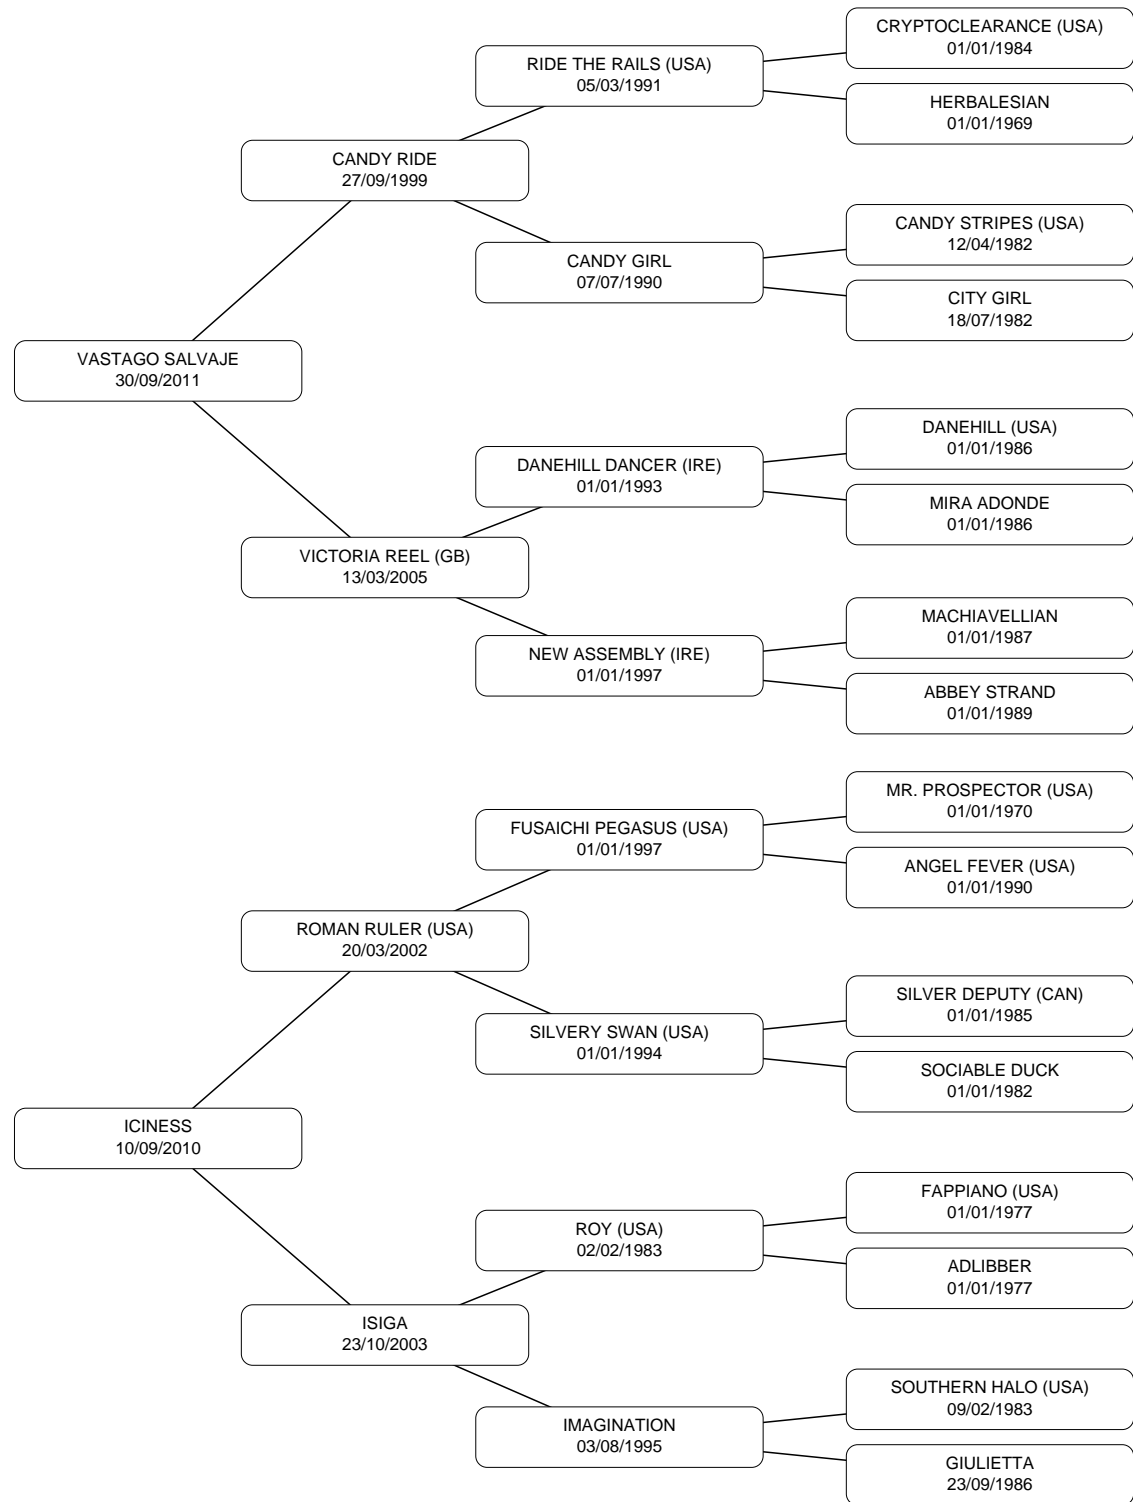 CRYPTOCLEARANCE (USA)
01/01/1984
RIDE THE RAILS (USA)
05/03/1991
HERBALESIAN
01/01/1969
CANDY RIDE
27/09/1999
CANDY STRIPES (USA)
12/04/1982
CANDY GIRL
07/07/1990
CITY GIRL
18/07/1982
VASTAGO SALVAJE
30/09/2011
DANEHILL (USA)
01/01/1986
DANEHILL DANCER (IRE)
01/01/1993
MIRA ADONDE
01/01/1986
VICTORIA REEL (GB)
13/03/2005
MACHIAVELLIAN
01/01/1987
NEW ASSEMBLY (IRE)
01/01/1997
ABBEY STRAND
01/01/1989
MR. PROSPECTOR (USA)
01/01/1970
FUSAICHI PEGASUS (USA)
01/01/1997
ANGEL FEVER (USA)
01/01/1990
ROMAN RULER (USA)
20/03/2002
SILVER DEPUTY (CAN)
01/01/1985
SILVERY SWAN (USA)
01/01/1994
SOCIABLE DUCK
01/01/1982
ICINESS
10/09/2010
FAPPIANO (USA)
01/01/1977
ROY (USA)
02/02/1983
ADLIBBER
01/01/1977
ISIGA
23/10/2003
SOUTHERN HALO (USA)
09/02/1983
IMAGINATION
03/08/1995
GIULIETTA
23/09/1986